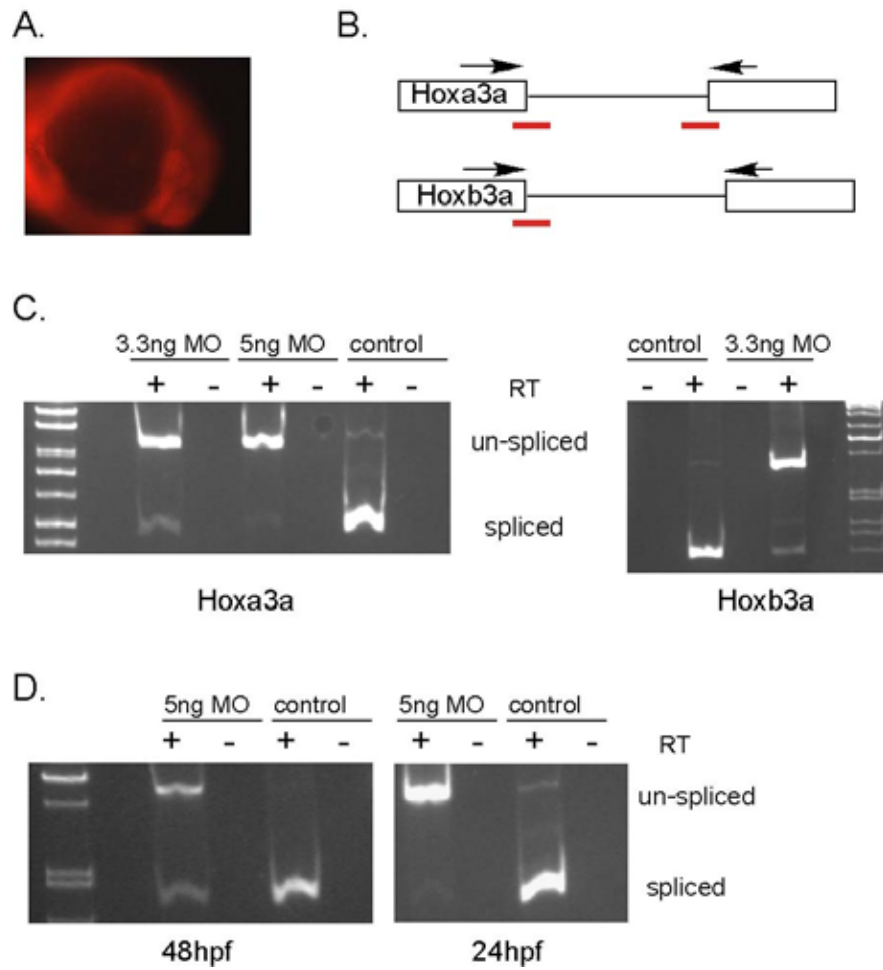 A.
B.
Hoxa3a
Hoxb3a
C.
3.3ng MO 5ng MO control
+ - + - + - RT
un-spliced
spliced
Hoxa3a
control 3.3ng MO
- + - +
Hoxb3a
D.
5ng MO control
+ - + -
48hpf
5ng MO control
+ - + - RT
un-spliced
spliced
24hpf